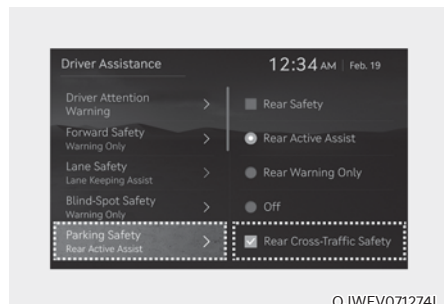 Driver Assistance
12:34 AM | Feb. 19
Driver Attention
Warning
Forward Safety
Warning Only
Lane Safety
Lane Keeping Assist
Blind-Spot Safety
Warning Only
Parking Safety
Rear Active Assist
Rear Safety
Rear Active Assist
Rear Warning Only
Off
Rear Cross-Traffic Safety